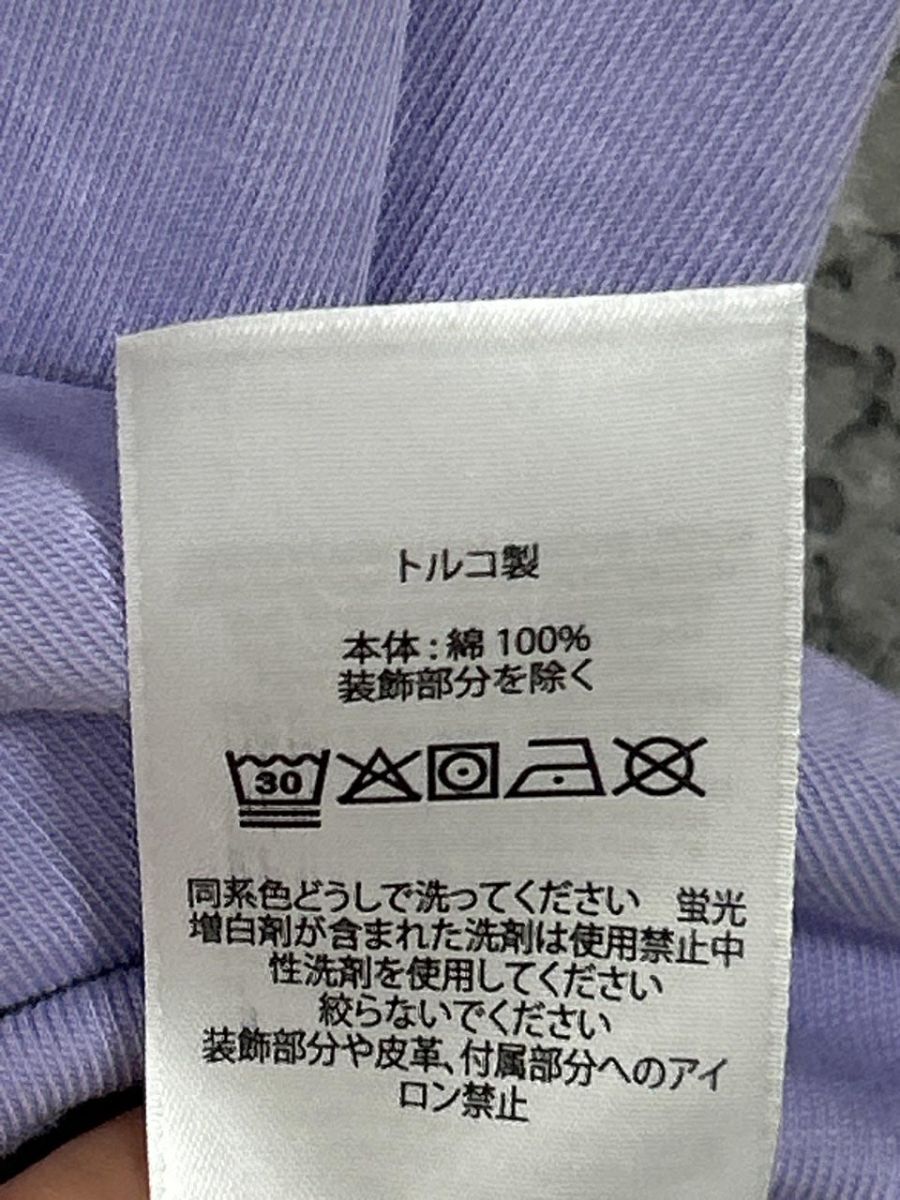 トルコ製
本体 : 綿 100%
装飾部分を除く
30
同系色どうしで洗ってください 蛍光
増白剤が含まれた洗剤は使用禁止中
性洗剤を使用してください
絞らないでください
装飾部分や皮革、付属部分へのアイ
ロン禁止